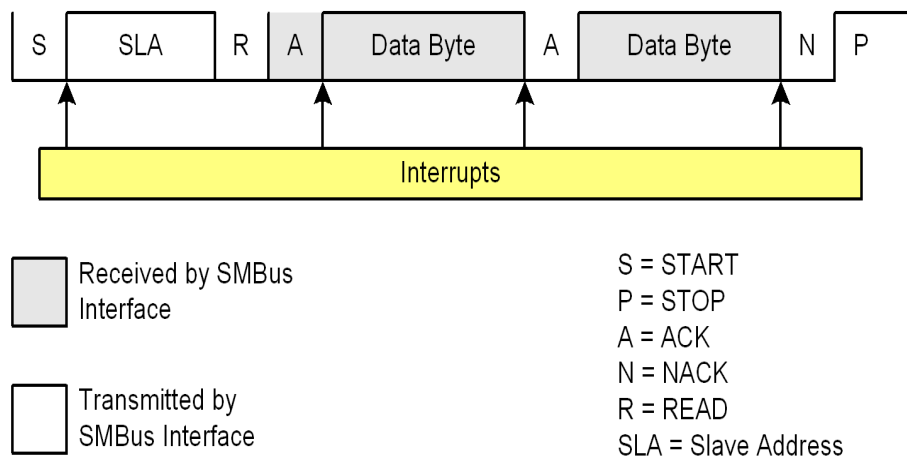 S SLA R A Data Byte A Data Byte N P
Interrupts
Received by SMBus
Interface
Transmitted by
SMBus Interface
S = START
P = STOP
A = ACK
N = NACK
R = READ
SLA = Slave Address